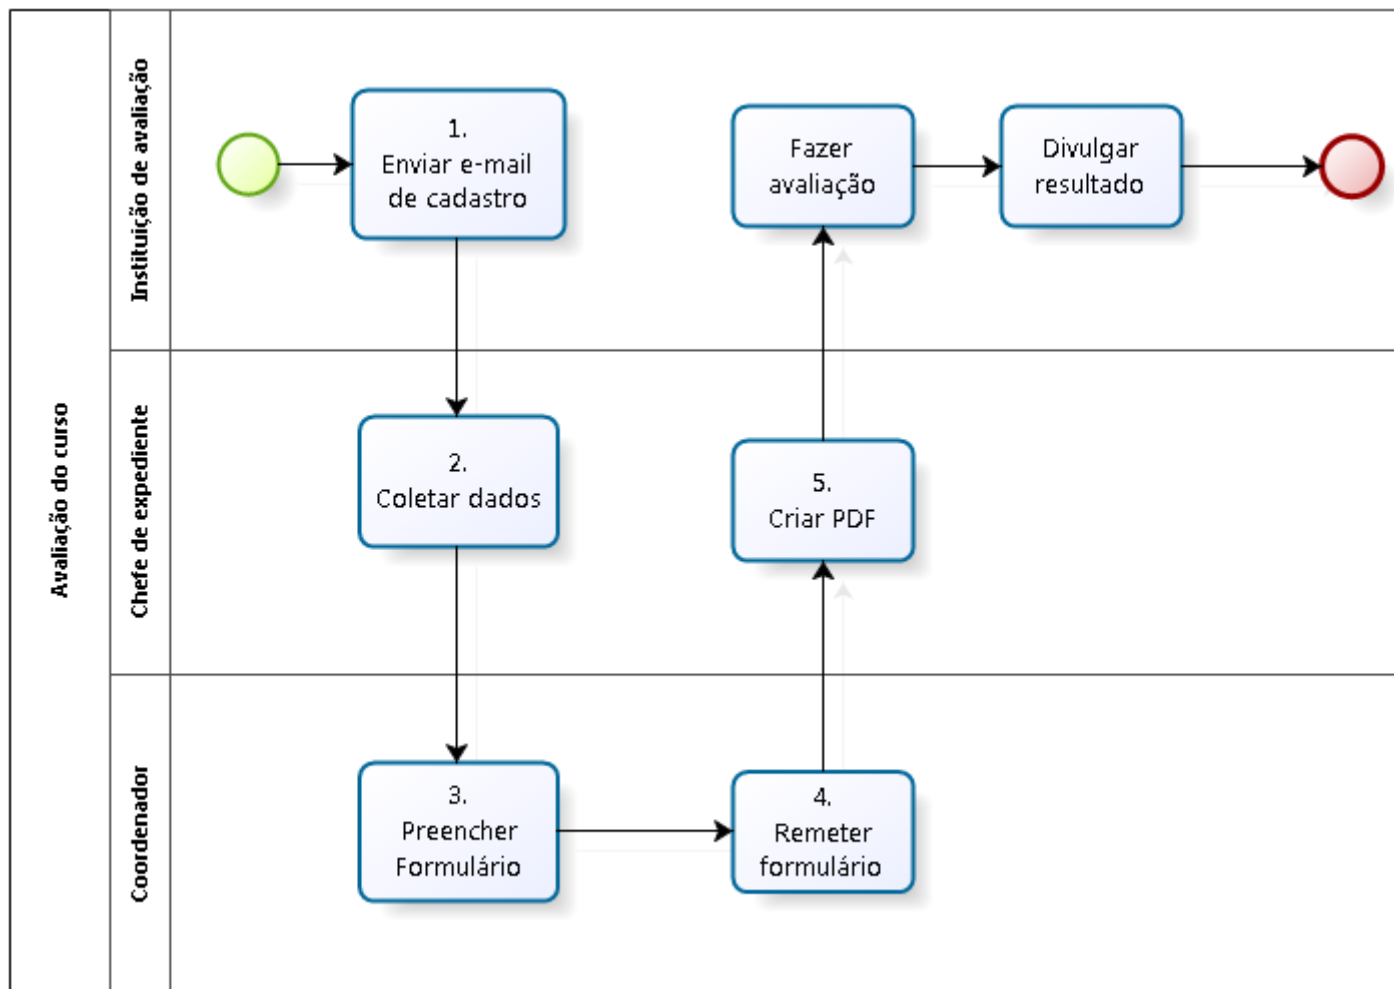 Avaliação do curso
Instituição de avaliação
1.
Enviar e-mail
de cadastro
Fazer
avaliação
Divulgar
resultado
Chefe de expediente
2.
Coletar dados
5.
Criar PDF
Coordenador
3.
Preencher
Formulário
4.
Remeter
formulário